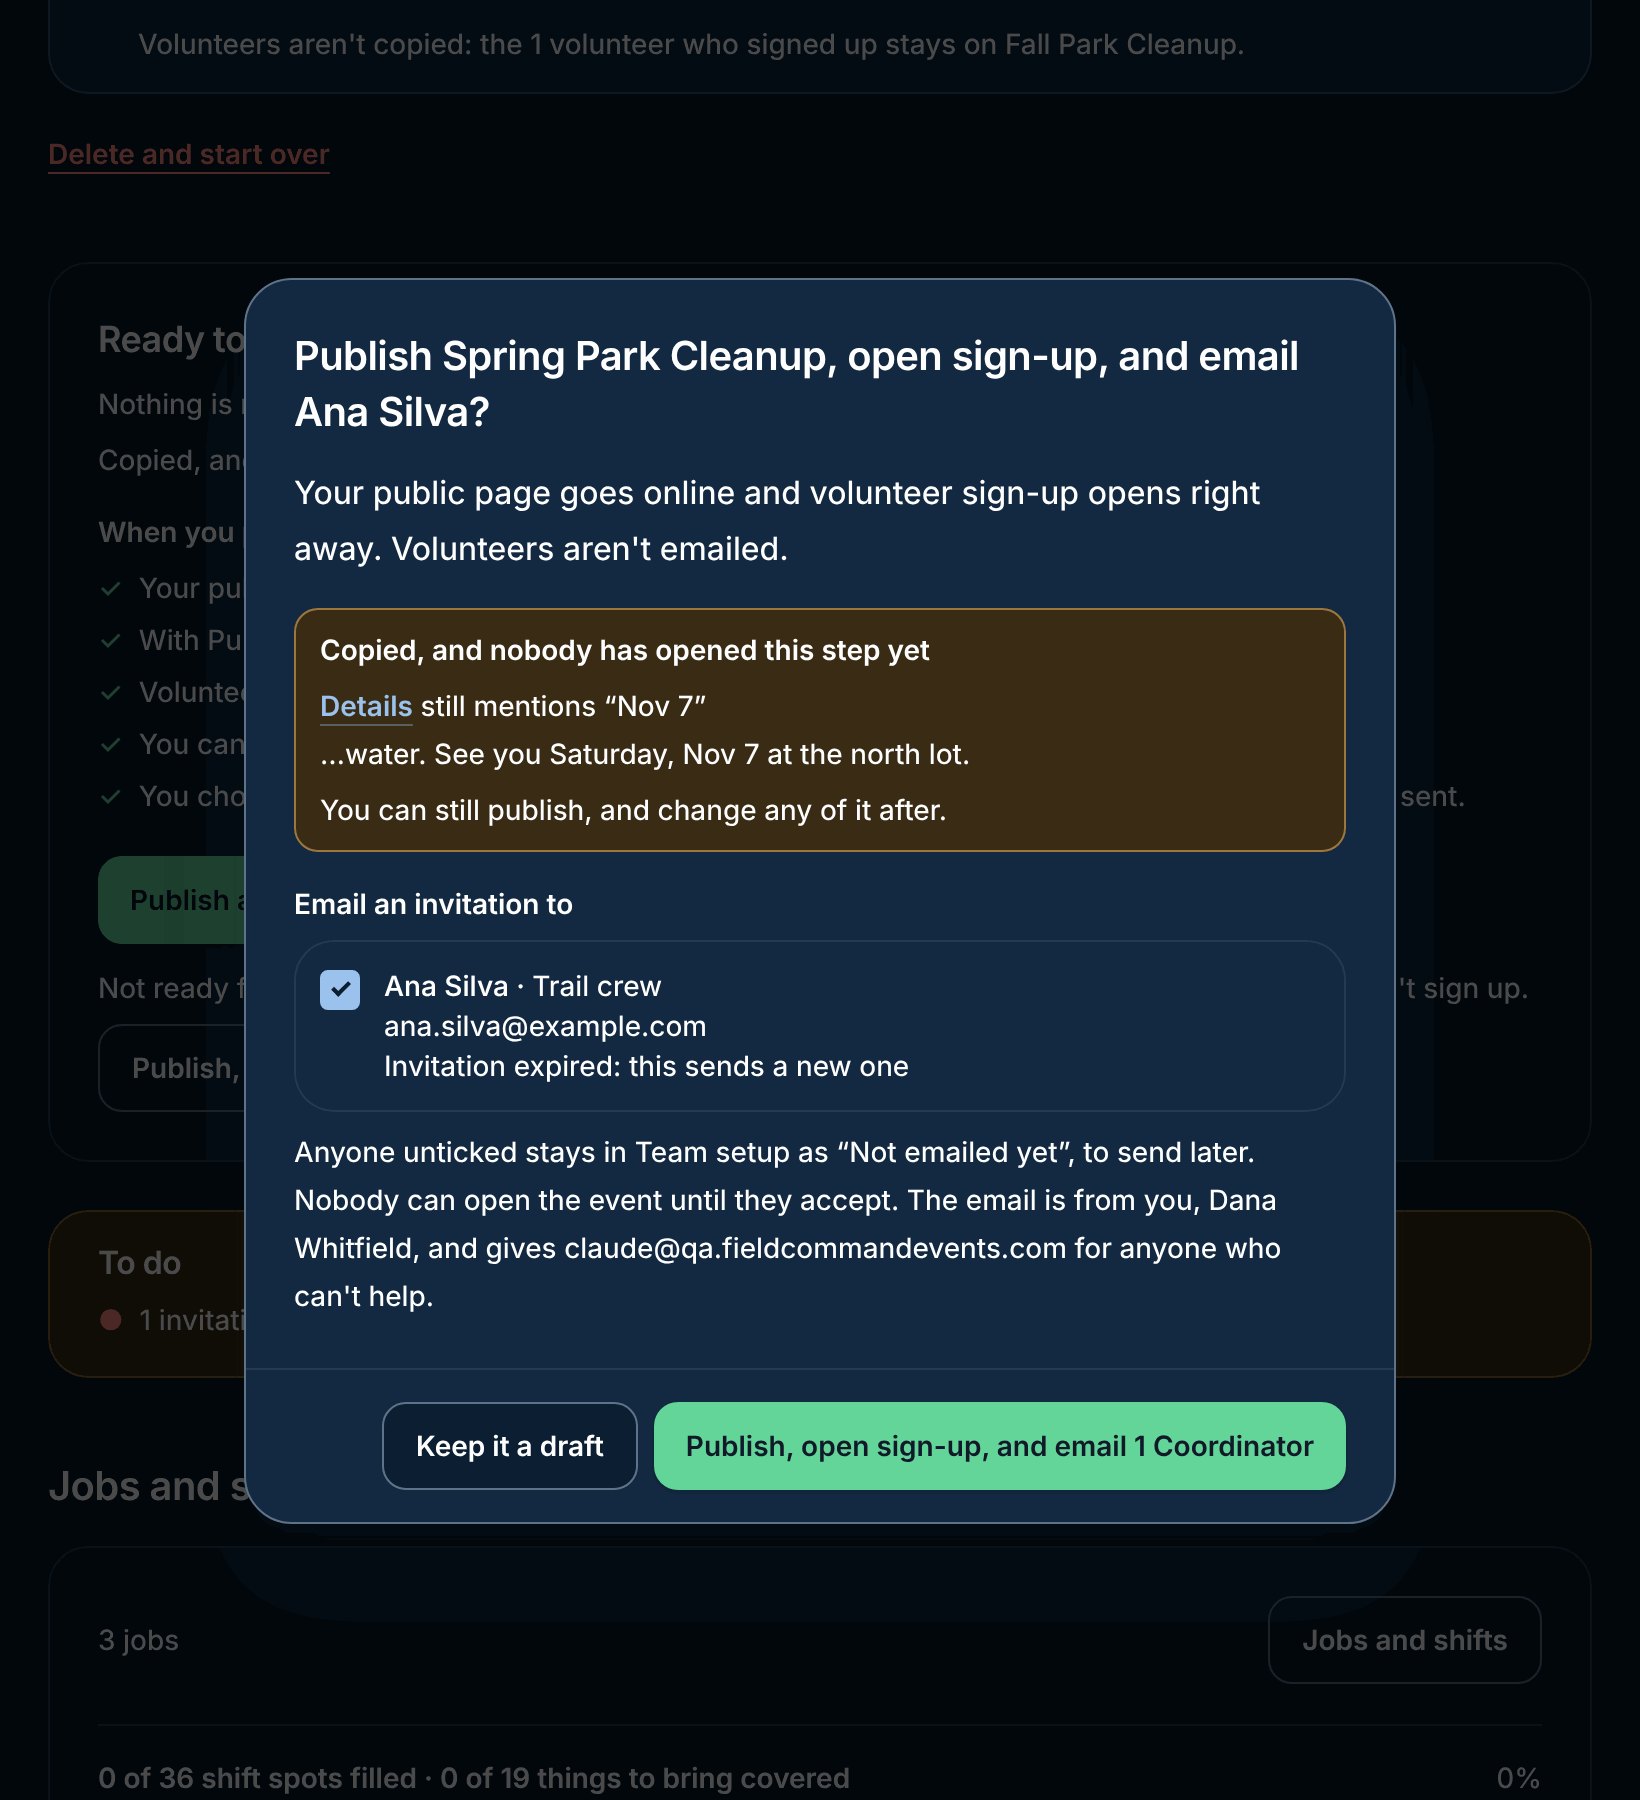 Volunteers aren't copied: the 1 volunteer who signed up stays on Fall Park Cleanup.
Delete and start over
Ready to
Nothing is
Copied, and
When you
Your pu
With Pu
Voluntee
You can
You cho
sent.
Publish
Not ready f
't sign up.
Publish,
Publish Spring Park Cleanup, open sign-up, and email
Ana Silva?
Your public page goes online and volunteer sign-up opens right
away. Volunteers aren't emailed.
Copied, and nobody has opened this step yet
Details still mentions “Nov 7”
…water. See you Saturday, Nov 7 at the north lot.
You can still publish, and change any of it after.
Email an invitation to
Ana Silva · Trail crew
ana.silva@example.com
Invitation expired: this sends a new one
Anyone unticked stays in Team setup as “Not emailed yet”, to send later.
Nobody can open the event until they accept. The email is from you, Dana
Whitfield, and gives claude@qa.fieldcommandevents.com for anyone who
can't help.
Keep it a draft
Publish, open sign-up, and email 1 Coordinator
To do
1 invitati
Jobs and s
3 jobs
Jobs and shifts
0 of 36 shift spots filled · 0 of 19 things to bring covered
0%